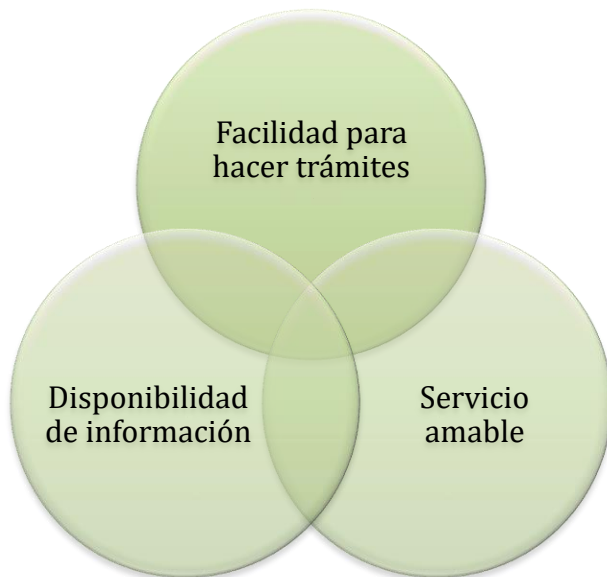 Facilidad para
hacer trámites
Disponibilidad
de información
Servicio
amable